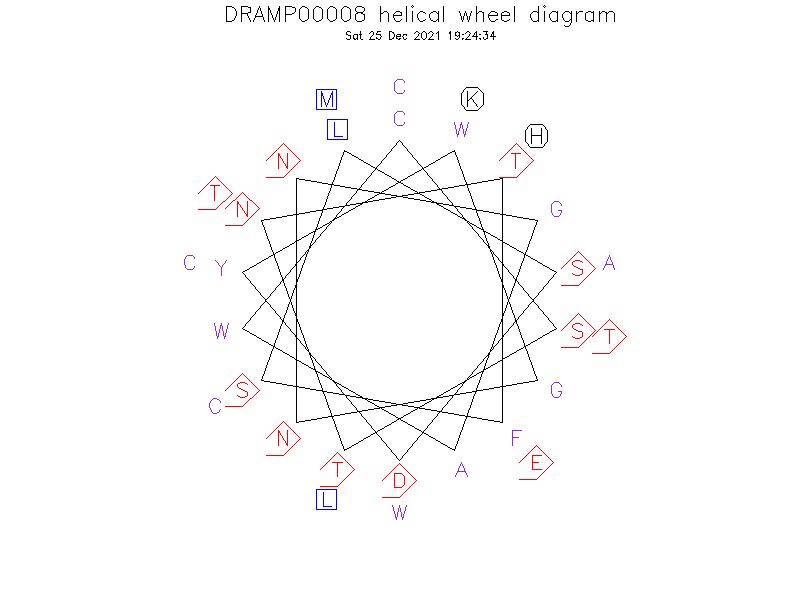 DRAMP00008 helical wheel diagram
Sat 25 Dec 2021 19:24:34
C
M K
C
L W
H
N T
T N
G
C Y S A
W S T
S G
C
N F
E
T A
D
L
W